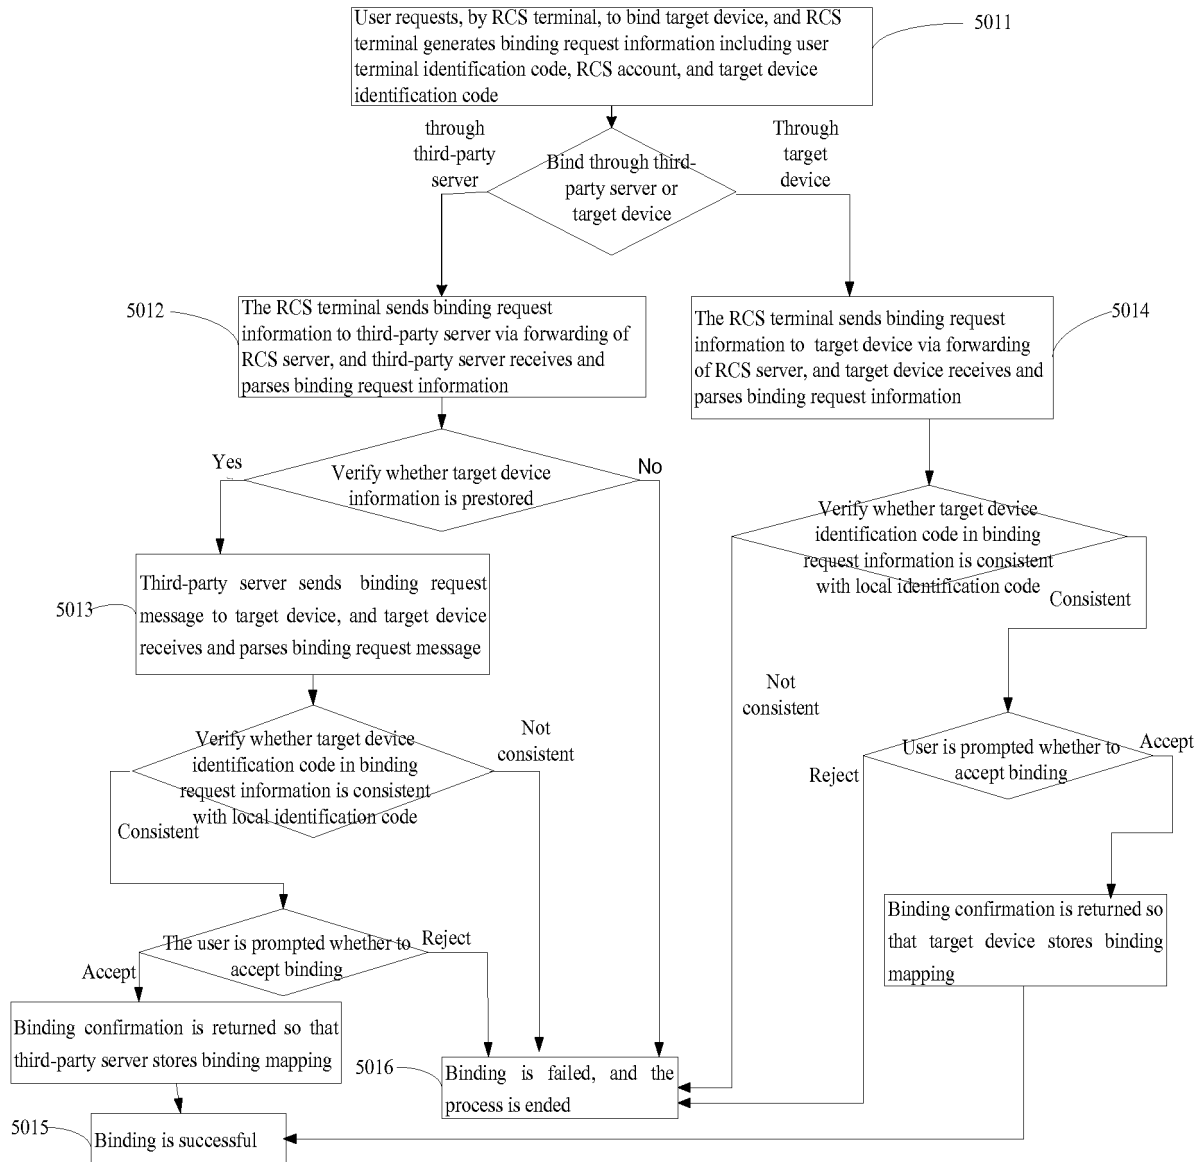 User requests, by RCS terminal, to bind target device, and RCS
terminal generates binding request information including user
terminal identification code, RCS account, and target device
identification code
5011
through
third-party
server
Bind through third-
party server or
target device
Through
target
device
5012
The RCS terminal sends binding request
information to third-party server via forwarding of
RCS server, and third-party server receives and
parses binding request information
The RCS terminal sends binding request
information to target device via forwarding
of RCS server, and target device receives and
parses binding request information
5014
Yes
Verify whether target device
information is prestored
No
Verify whether target device
identification code in binding
request information is consistent
with local identification code
Consistent
5013
Third-party server sends binding request
message to target device, and target device
receives and parses binding request message
Not
consistent
Verify whether target device
identification code in binding
request information is consistent
with local identification code
Not
consistent
Consistent
User is prompted whether to
accept binding
Accept
Reject
The user is prompted whether to
accept binding
Reject
Accept
Binding confirmation is returned so
that target device stores binding
mapping
Binding confirmation is returned so that
third-party server stores binding mapping
5016
Binding is failed, and the
process is ended
5015
Binding is successful